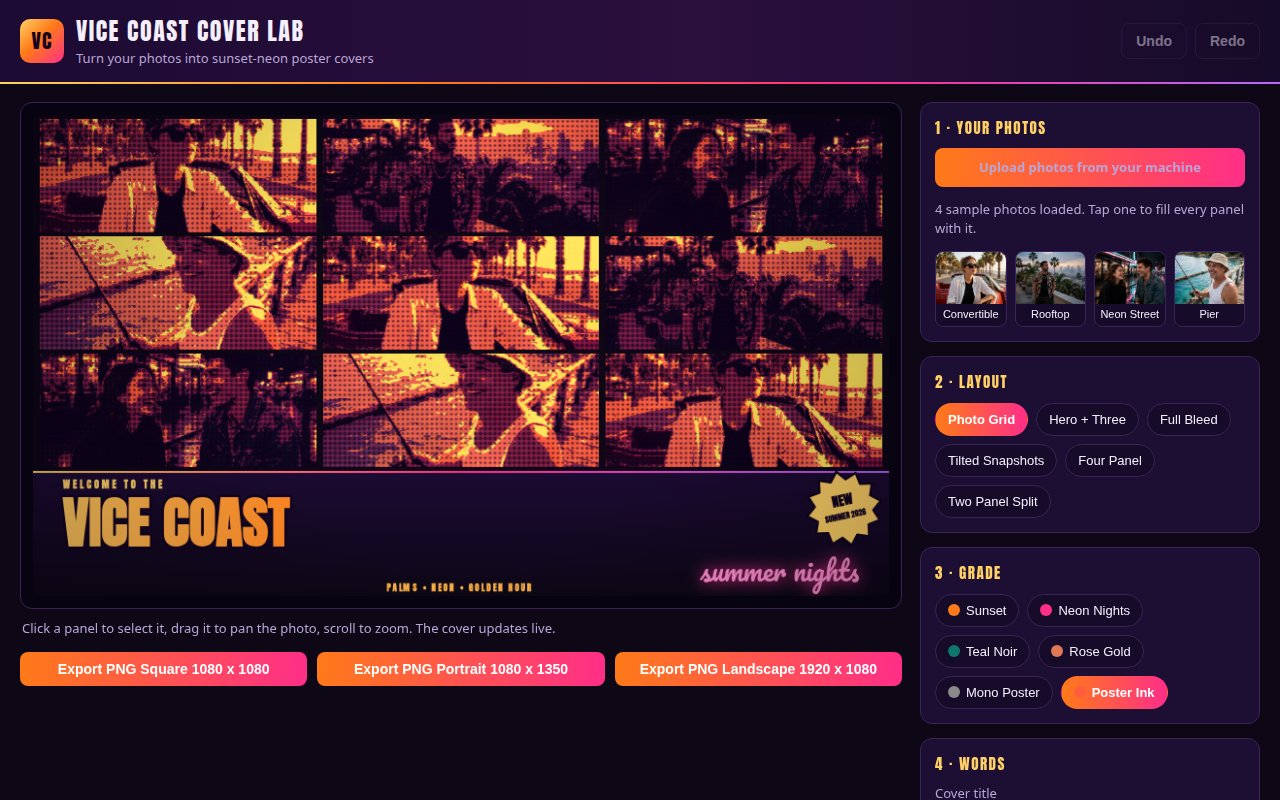 VC
VICE COAST COVER LAB
Turn your photos into sunset-neon poster covers
Undo
Redo
WELCOME TO THE
VICE COAST
NEW
SUMMER 2026
summer nights
PALMS • NEON • GOLDEN HOUR
Click a panel to select it, drag it to pan the photo, scroll to zoom. The cover updates live.
Export PNG Square 1080 x 1080
Export PNG Portrait 1080 x 1350
Export PNG Landscape 1920 x 1080
1 · YOUR PHOTOS
Upload photos from your machine
4 sample photos loaded. Tap one to fill every panel
with it.
Convertible
Rooftop
Neon Street
Pier
2 · LAYOUT
Photo Grid
Hero + Three
Full Bleed
Tilted Snapshots
Four Panel
Two Panel Split
3 · GRADE
Sunset
Neon Nights
Teal Noir
Rose Gold
Mono Poster
Poster Ink
4 · WORDS
Cover title